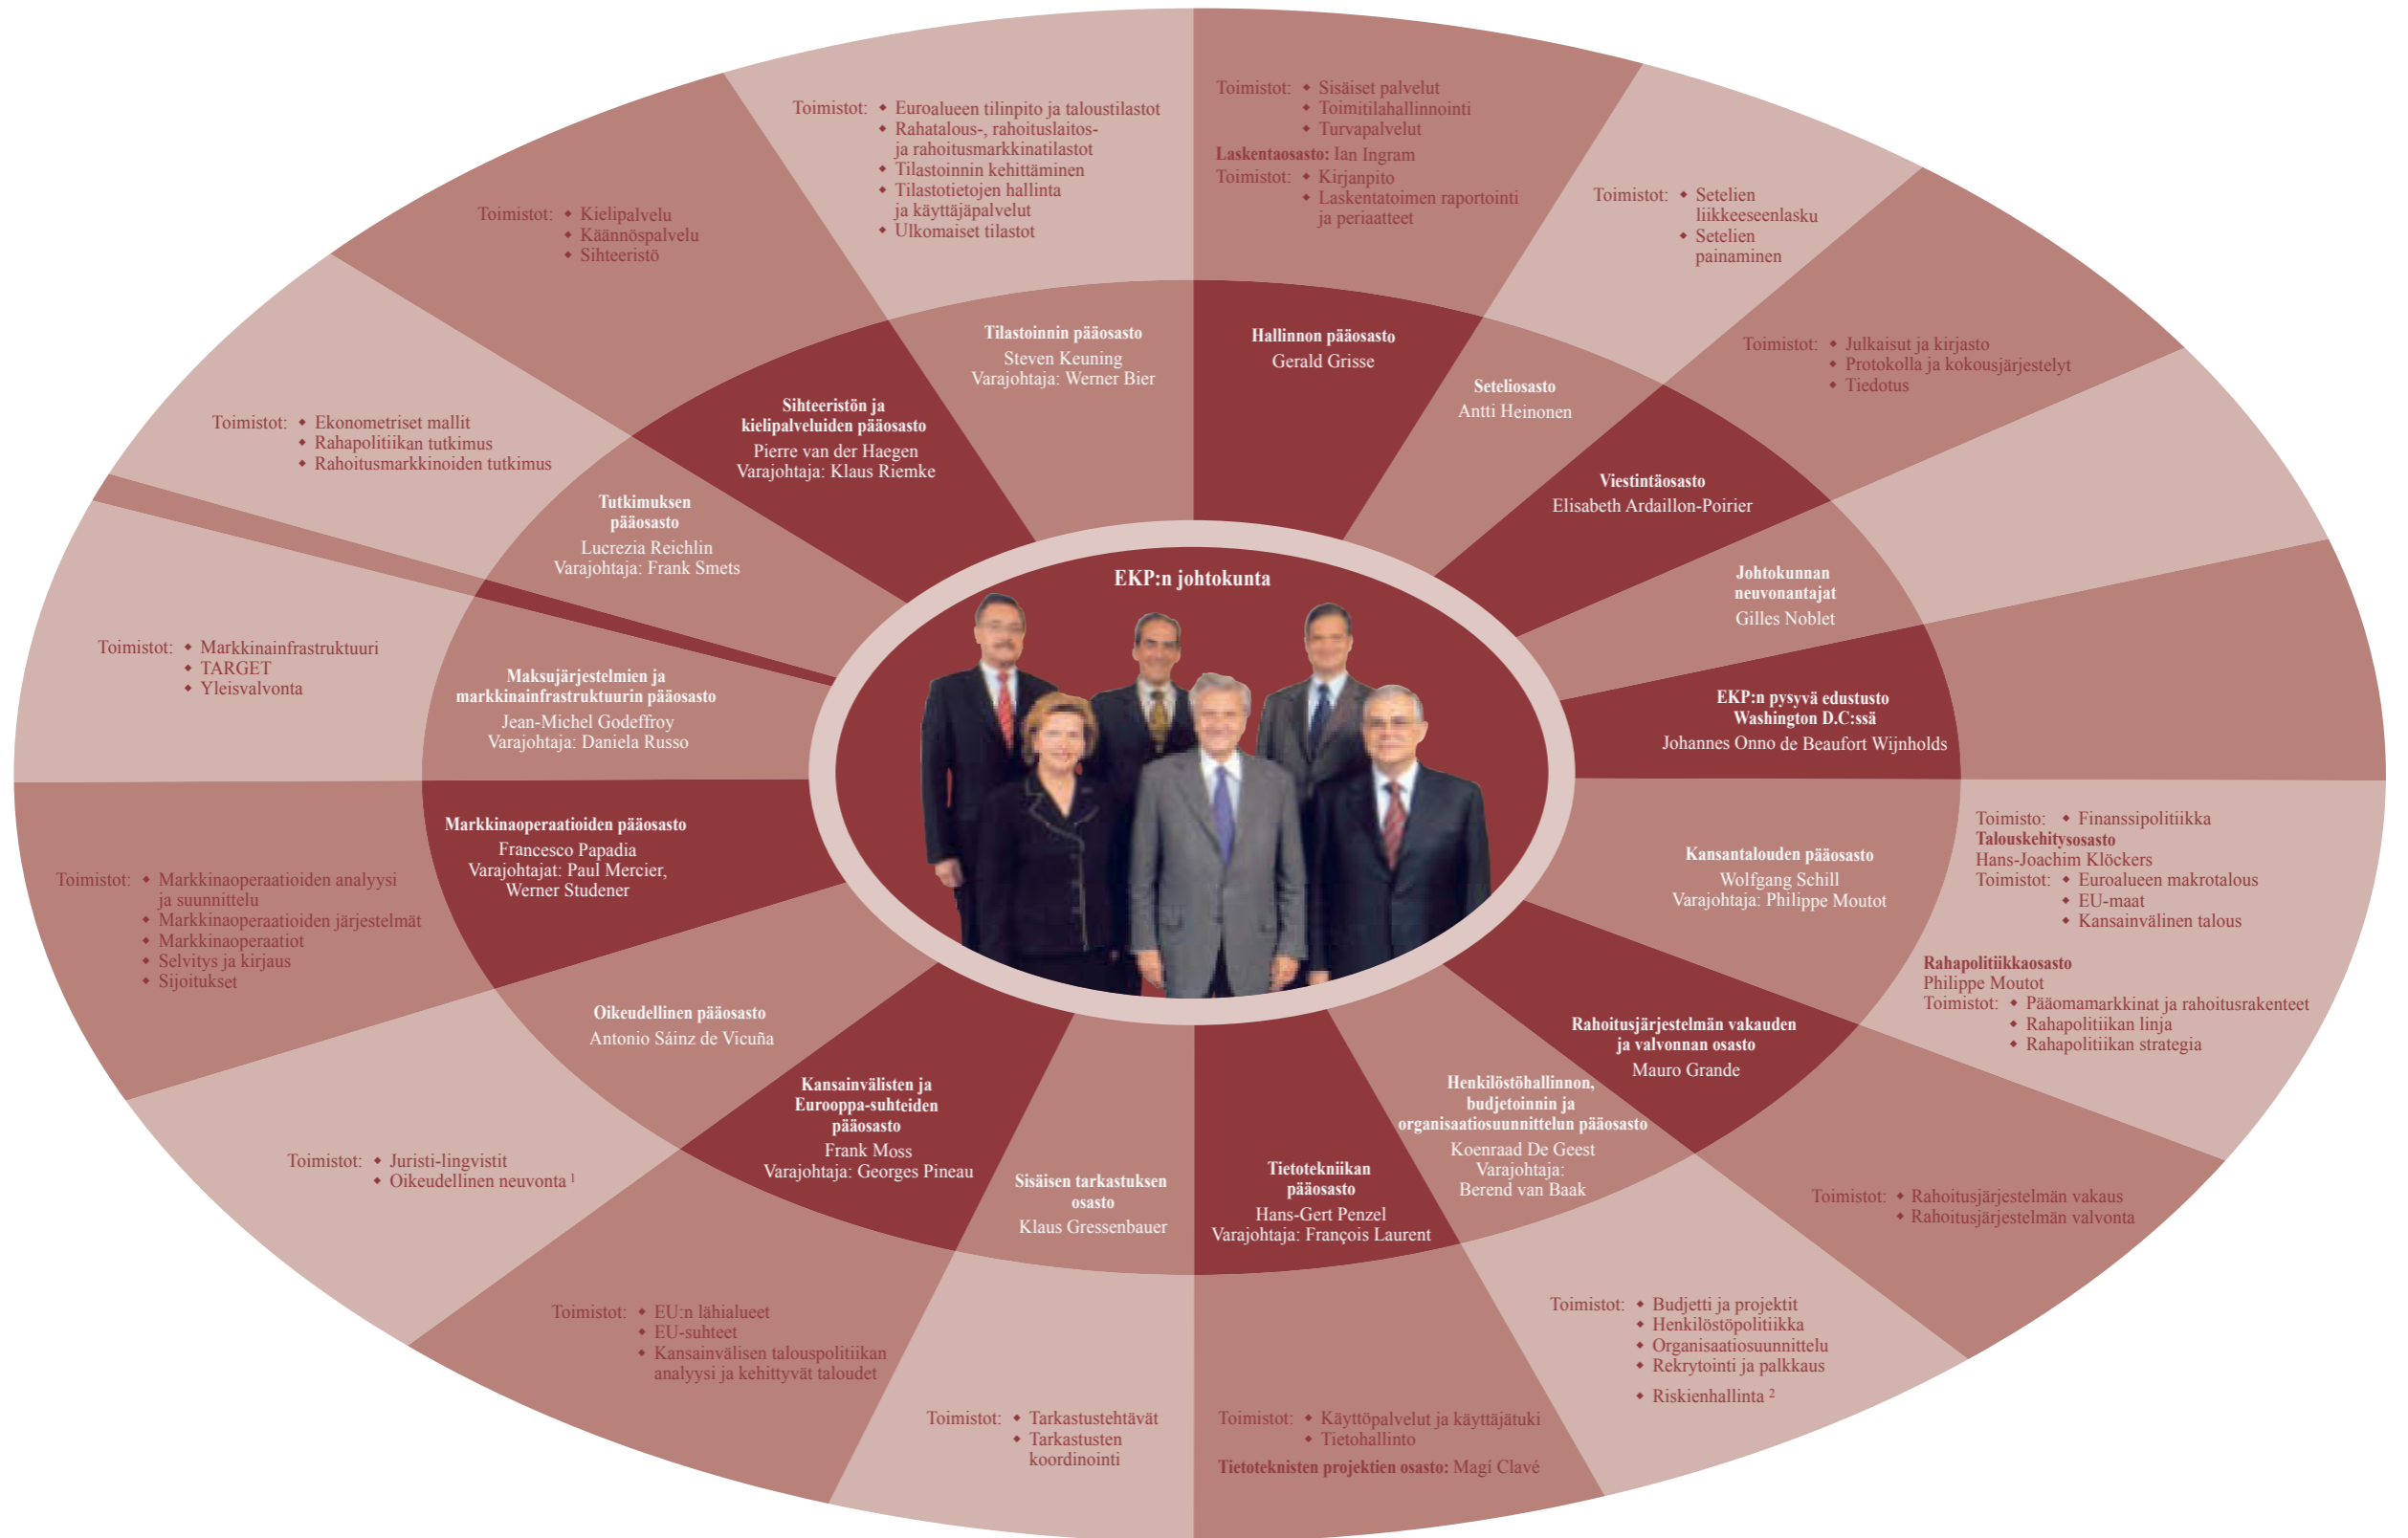 EKP:n johtokunta
Toimistot: ◆ Sisäiset palvelut
◆ Toimitilahallinnointi
◆ Turvapalvelut
Laskentaosasto: Ian Ingram
Toimistot: ◆ Kirjanpito
◆ Laskentatoimen raportointi
ja periaatteet
Hallinnon pääosasto
Gerald Grisse
Toimistot: ◆ Setelien
liikkeeseenlasku
◆ Setelien
painaminen
Seteliosasto
Antti Heinonen
Toimistot: ◆ Julkaisut ja kirjasto
◆ Protokolla ja kokousjärjestelyt
◆ Tiedotus
Viestintäosasto
Elisabeth Ardaillon-Poirier
Johtokunnan
neuvonantajat
Gilles Noblet
EKP:n pysyvä edustusto
Washington D.C:ssä
Johannes Onno de Beaufort Wijnholds
Kansantalouden pääosasto
Wolfgang Schill
Varajohtaja: Philippe Moutot
Toimisto: ◆ Finanssipolitiikka
Talouskehitysosasto
Hans-Joachim Klöckers
Toimistot: ◆ Euroalueen makrotalous
◆ EU-maat
◆ Kansainvälinen talous
Rahapolitiikkaosasto
Philippe Moutot
Toimistot: ◆ Pääomamarkkinat ja rahoitusrakenteet
◆ Rahapolitiikan linja
◆ Rahapolitiikan strategia
Rahoitusjärjestelmän vakauden
ja valvonnan osasto
Mauro Grande
Toimistot: ◆ Rahoitusjärjestelmän vakaus
◆ Rahoitusjärjestelmän valvonta
Henkilöstöhallinnon,
budjetoinnin ja
organisaatiosuunnittelun pääosasto
Koenraad De Geest
Varajohtaja:
Berend van Baak
Toimistot: ◆ Budjetti ja projektit
◆ Henkilöstöpolitiikka
◆ Organisaatiosuunnittelu
◆ Rekrytointi ja palkkaus
◆ Riskienhallinta 2
Tietotekniikan
pääosasto
Hans-Gert Penzel
Varajohtaja: François Laurent
Toimistot: ◆ Käyttöpalvelut ja käyttäjätuki
◆ Tietohallinto
Tietoteknisten projektien osasto: Magí Clavé
Sisäisen tarkastuksen
osasto
Klaus Gressenbauer
Toimistot: ◆ Tarkastustehtävät
◆ Tarkastusten
koordinointi
Kansainvälisten ja
Eurooppa-suhteiden
pääosasto
Frank Moss
Varajohtaja: Georges Pineau
Toimistot: ◆ EU:n lähialueet
◆ EU-suhteet
◆ Kansainvälisen talouspolitiikan
analyysi ja kehittyvät taloudet
Oikeudellinen pääosasto
Antonio Sáinz de Vicuña
Toimistot: ◆ Juristi-lingvistit
◆ Oikeudellinen neuvonta 1
Markkinaoperaatioiden pääosasto
Francesco Papadia
Varajohtajat: Paul Mercier,
Werner Studener
Toimistot: ◆ Markkinaoperaatioiden analyysi
ja suunnittelu
◆ Markkinaoperaatioiden järjestelmät
◆ Markkinaoperaatiot
◆ Selvitys ja kirjaus
◆ Sijoitukset
Maksujärjestelmien ja
markkinainfrastruktuurin pääosasto
Jean-Michel Godeffroy
Varajohtaja: Daniela Russo
Toimistot: ◆ Markkinainfrastruktuuri
◆ TARGET
◆ Yleisvalvonta
Tutkimuksen
pääosasto
Lucrezia Reichlin
Varajohtaja: Frank Smets
Toimistot: ◆ Ekonometriset mallit
◆ Rahapolitiikan tutkimus
◆ Rahoitusmarkkinoiden tutkimus
Sihteeristön ja
kielipalveluiden pääosasto
Pierre van der Haegen
Varajohtaja: Klaus Riemke
Toimistot: ◆ Kielipalvelu
◆ Käännöspalvelu
◆ Sihteeristö
Tilastoinnin pääosasto
Steven Keuning
Varajohtaja: Werner Bier
Toimistot: ◆ Euroalueen tilinpito ja taloustilastot
◆ Rahatalous-, rahoituslaitos-
ja rahoitusmarkkinatilastot
◆ Tilastoinnin kehittäminen
◆ Tilastotietojen hallinta
ja käyttäjäpalvelut
◆ Ulkomaiset tilastot